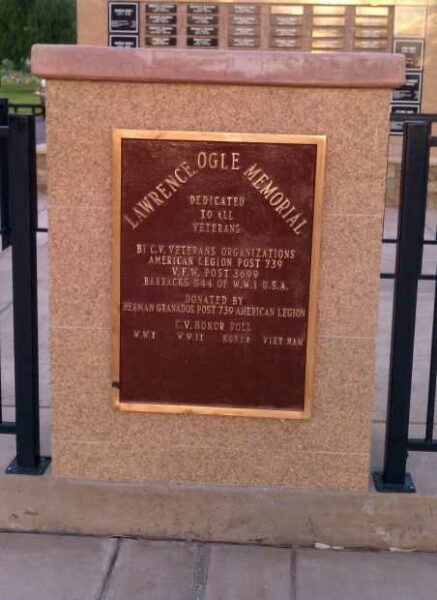 LAWRENCE OGLE MEMORIAL
DEDICATED
TO ALL
VETERANS
BY C.V. VETERANS ORGANIZATIONS
AMERICAN LEGION POST 739
V.F.W. POST 3699
BARRACKS 644 OF W.W.I U.S.A.
DONATED BY
HERMAN GRANADOS POST 739 AMERICAN LEGION
C.V. HONOR ROLL
W.W.I W.W.II KOREA VIET NAM